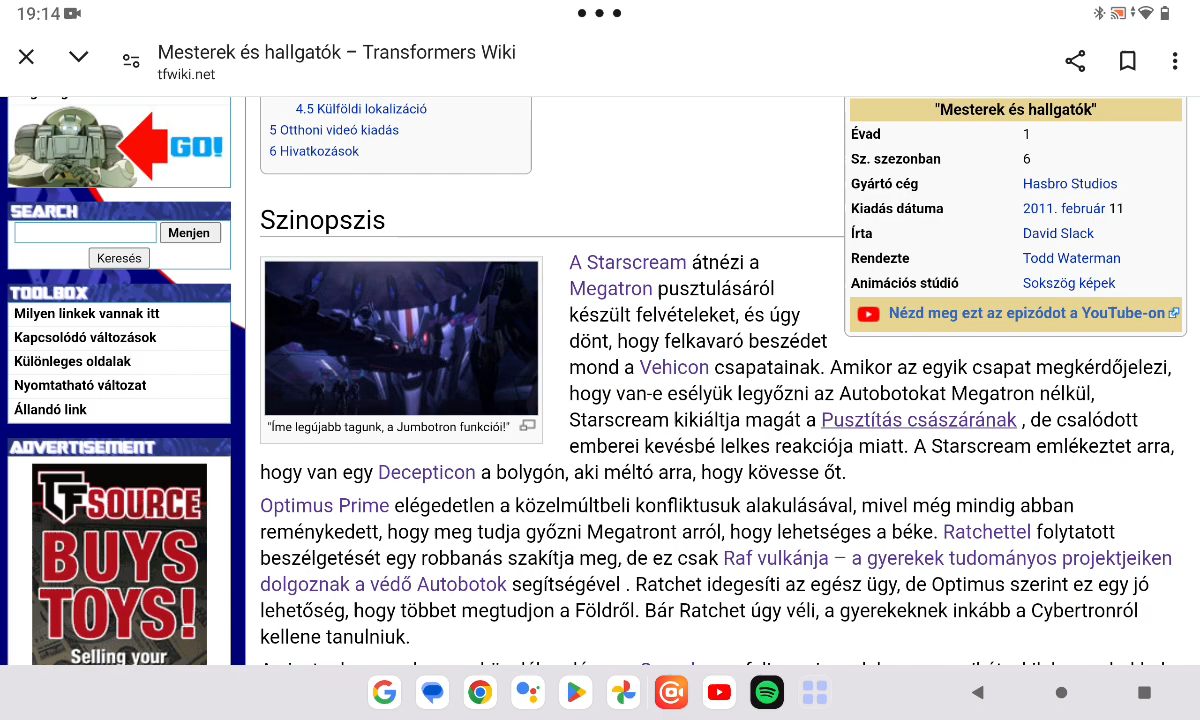 19:14
Mesterek és hallgatók – Transformers Wiki
tfwiki.net
GO!
SEARCH
Menjen
Keresés
TOOLBOX
Milyen linkek vannak itt
Kapcsolódó változások
Különleges oldalak
Nyomtatható változat
Állandó link
ADVERTISEMENT
TFSOURCE
BUYS
TOYS!
Selling your
4.5 Külföldi lokalizáció
5 Otthoni videó kiadás
6 Hivatkozások
"Mesterek és hallgatók"
Évad 1
Sz. szezonban 6
Gyártó cég Hasbro Studios
Kiadás dátuma 2011. február 11
Írta David Slack
Rendezte Todd Waterman
Animációs stúdió Sokszög képek
Nézd meg ezt az epizódot a YouTube-on
Szinopszis
"Íme legújabb tagunk, a Jumbotron funkciói!"
A Starscream átnézi a
Megatron pusztulásáról
készült felvételeket, és úgy
dönt, hogy felkavaró beszédet
mond a Vehicon csapatainak. Amikor az egyik csapat megkérdőjelezi,
hogy van-e esélyük legyőzni az Autobotokat Megatron nélkül,
Starscream kikiáltja magát a Pusztítás császárának , de csalódott
emberei kevésbé lelkes reakciója miatt. A Starscream emlékeztet arra,
hogy van egy Decepticon a bolygón, aki méltó arra, hogy kövesse őt.
Optimus Prime elégedetlen a közelmúltbeli konfliktusuk alakulásával, mivel még mindig abban
reménykedett, hogy meg tudja győzni Megatront arról, hogy lehetséges a béke. Ratchettel folytatott
beszélgetését egy robbanás szakítja meg, de ez csak Raf vulkánja – a gyerekek tudományos projektjeiken
dolgoznak a védő Autobotok segítségével . Ratchet idegesíti az egész ügy, de Optimus szerint ez egy jó
lehetőség, hogy többet megtudjon a Földről. Bár Ratchet úgy véli, a gyerekeknek inkább a Cybertronról
kellene tanulniuk.